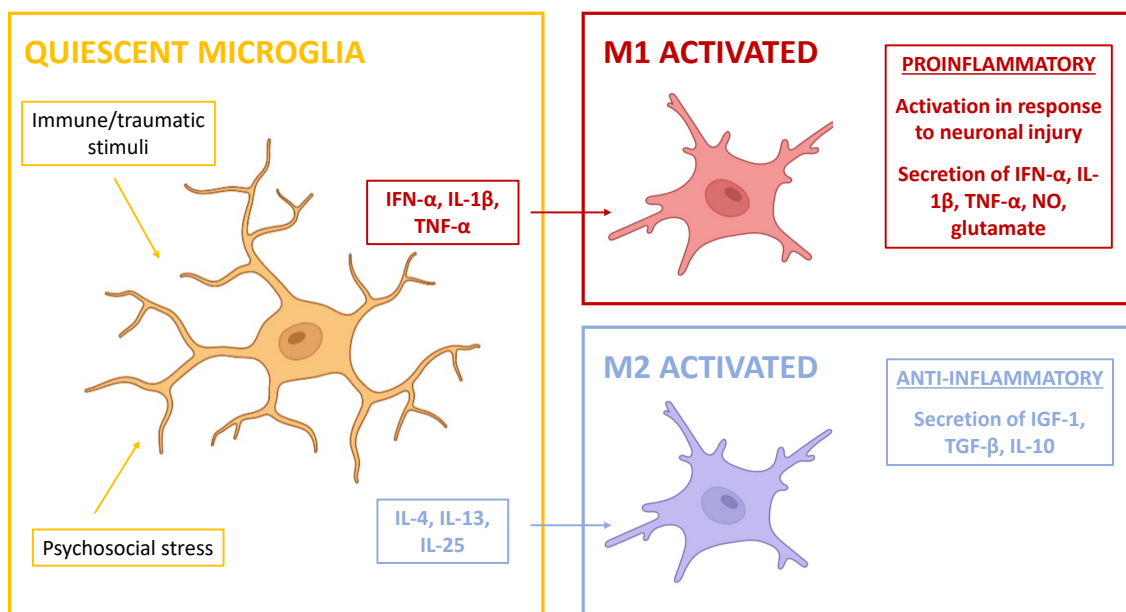 QUIESCENT MICROGLIA
Immune/traumatic
stimuli
IFN-α, IL-1β,
TNF-α
IL-4, IL-13,
IL-25
Psychosocial stress
M1 ACTIVATED
PROINFLAMMATORY
Activation in response
to neuronal injury
Secretion of IFN-α, IL-
1β, TNF-α, NO,
glutamate
M2 ACTIVATED
ANTI-INFLAMMATORY
Secretion of IGF-1,
TGF-β, IL-10